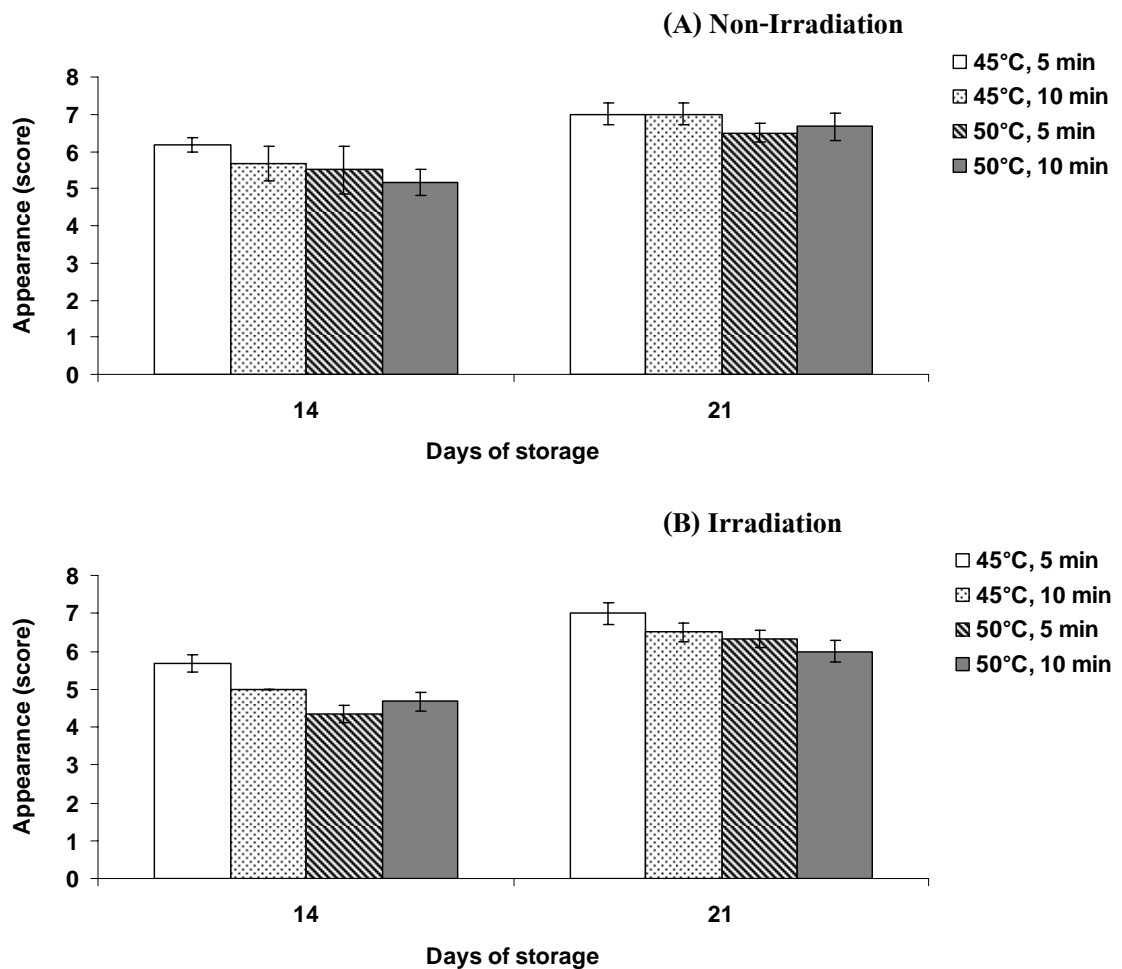 (A) Non-Irradiation
45°C, 5 min
45°C, 10 min
50°C, 5 min
50°C, 10 min
Appearance (score)
8
7
6
5
4
3
2
1
0
14 21
Days of storage
(B) Irradiation
45°C, 5 min
45°C, 10 min
50°C, 5 min
50°C, 10 min
Appearance (score)
8
7
6
5
4
3
2
1
0
14 21
Days of storage